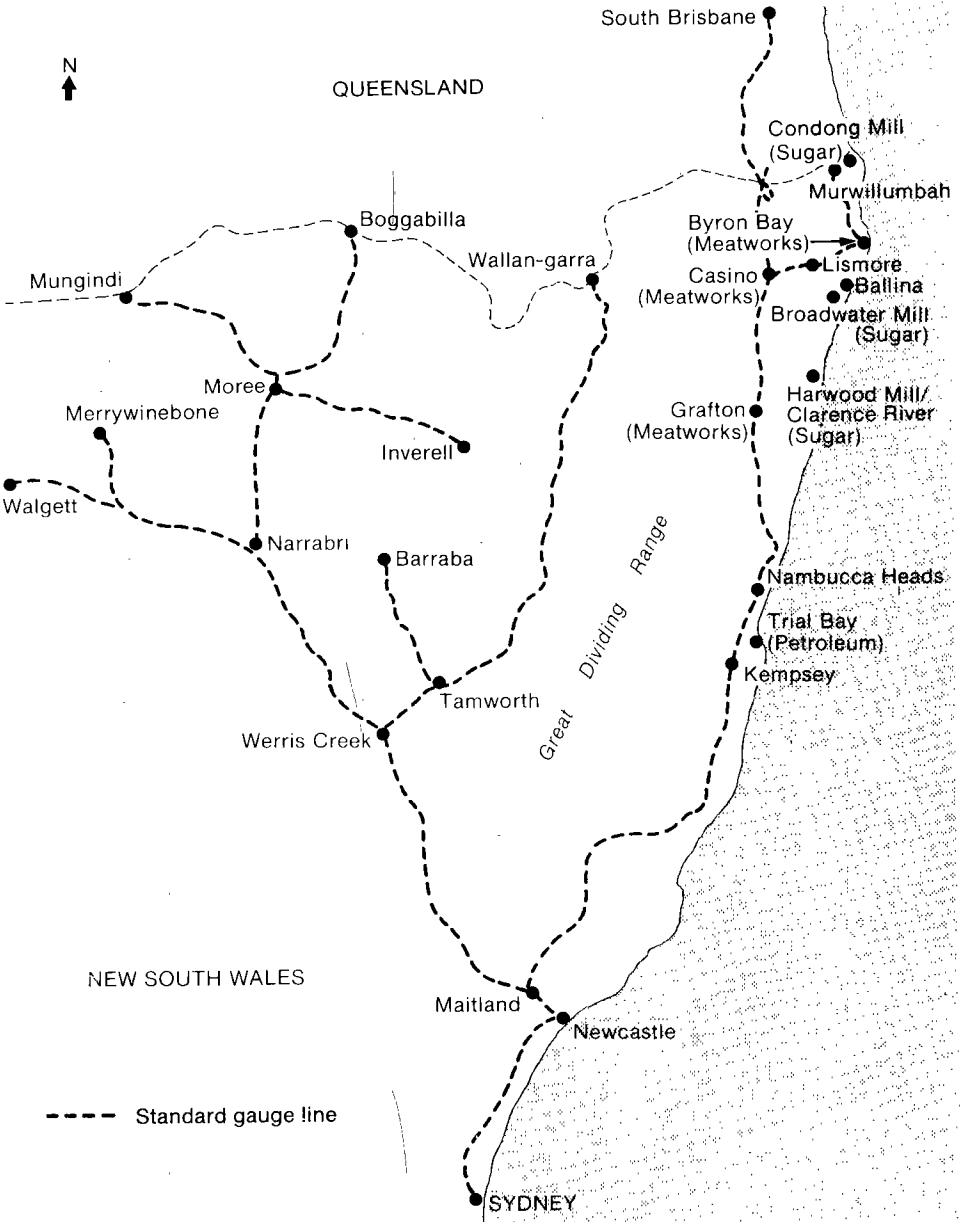 South Brisbane
N
QUEENSLAND
Condong Mill
(Sugar)
Murwillumbah
Boggabilla
Byron Bay
(Meatworks)
Wallan-garra
Mungindi
Casino
(Meatworks)
Lismore
Ballina
Broadwater Mill
(Sugar)
Moree
Merrywinebone
Harwood Mill/
Clarence River
(Sugar)
Grafton
(Meatworks)
Inverell
Walgett
Narrabri
Barraba
Great Dividing Range
Nambucca Heads
Trial Bay
(Petroleum)
Kempsey
Tamworth
Werris Creek
NEW SOUTH WALES
Maitland
Newcastle
Standard gauge line
SYDNEY